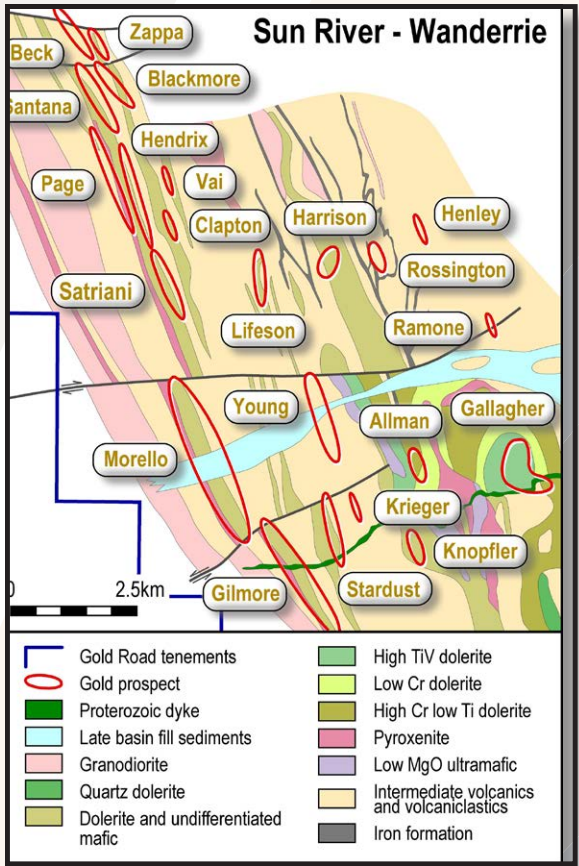 Sun River - Wanderrie
Zappa
Beck
Blackmore
Santana
Hendrix
Page
Vai
Clapton
Harrison
Henley
Rossington
Satriani
Lifeson
Ramone
Young
Allman
Gallagher
Morello
Krieger
Knopfler
Gilmore
Stardust
0 2.5km
Gold Road tenements
Gold prospect
Proterozoic dyke
Late basin fill sediments
Granodiorite
Quartz dolerite
Dolerite and undifferentiated
mafic
High TiV dolerite
Low Cr dolerite
High Cr low Ti dolerite
Pyroxenite
Low MgO ultramafic
Intermediate volcanics
and volcaniclastics
Iron formation